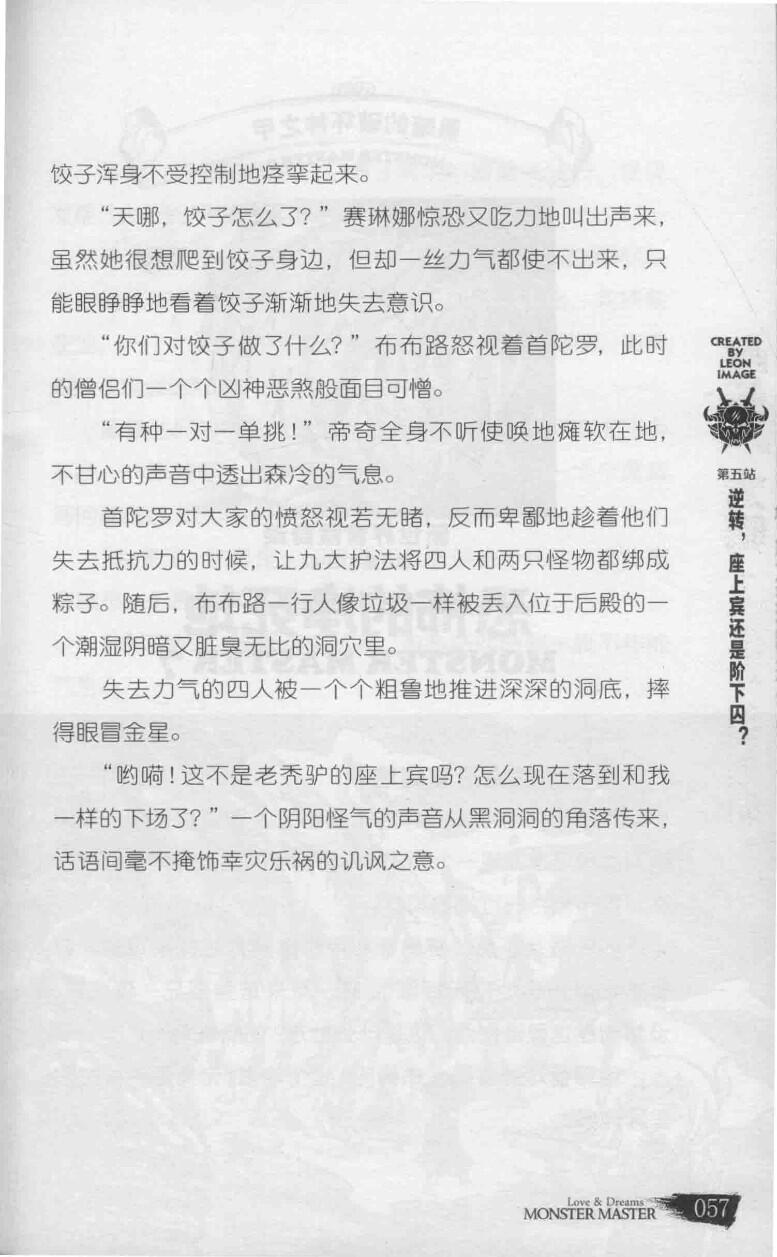 饺子浑身不受控制地痉挛起来。
“天哪，饺子怎么了？”赛琳娜惊恐又吃力地叫出声来，
虽然她很想爬到饺子身边，但却一丝力气都使不出来，只
能眼睁睁地看着饺子渐渐地失去意识。
“你们对饺子做了什么？”布布路怒视着首陀罗，此时
的僧侣们一个个凶神恶煞般面目可憎。
“有种一对一单挑！”帝奇全身不听使唤地瘫软在地，
不甘心的声音中透出森冷的气息。
首陀罗对大家的愤怒视若无睹，反而卑鄙地趁着他们
失去抵抗力的时候，让九大护法将四人和两只怪物都绑成
粽子。随后，布布路一行人像垃圾一样被丢入位于后殿的一
个潮湿阴暗又脏臭无比的洞穴里。
失去力气的四人被一个个粗鲁地推进深深的洞底，摔
得眼冒金星。
“哟嗬！这不是老秃驴的座上宾吗？怎么现在落到和我
一样的下场了？”一个阴阳怪气的声音从黑洞洞的角落传来，
话语间毫不掩饰幸灾乐祸的讥讽之意。
CREATED
BY
LEON
IMAGE
第五站
逆转，座上宾还是阶下囚？
Love & Dreams
MONSTER MASTER
057